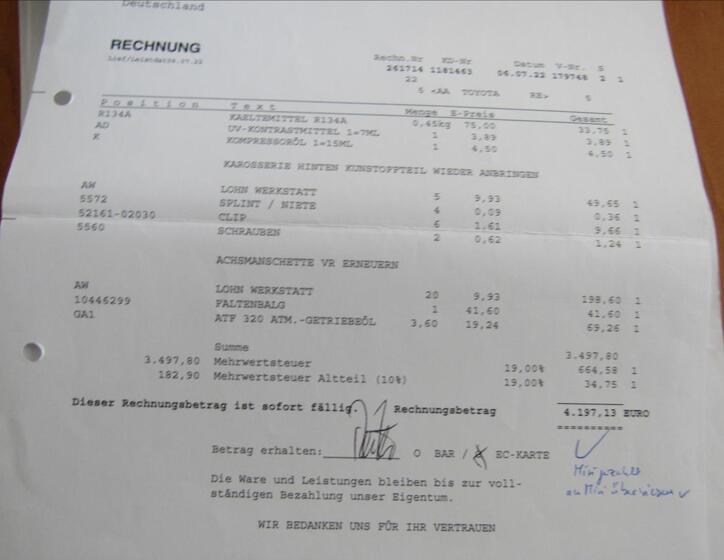 Deutschland
RECHNUNG
Lief/Leistdat06.07.22
Rechn.Nr KD-Nr Datum V-Nr. S
261714 1181463 06.07.22 179748 2 1
22
5 <AA TOYOTA RE> 5
Position Text Menge E-Preis Gesamt
R134A KAELTEMITTEL R134A 0,45kg 75,00 33,75 1
AD UV-KONTRASTMITTEL 1=7ML 1 3,89 3,89 1
K KOMPRESSORÖL 1=15ML 1 4,50 4,50 1
KAROSSERIE HINTEN KUNSTOFFTEIL WIEDER ANBRINGEN
AW LOHN WERKSTATT 5 9,93 49,65 1
5572 SPLINT / NIETE 4 0,09 0,36 1
52161-02030 CLIP 6 1,61 9,66 1
5560 SCHRAUBEN 2 0,62 1,24 1
ACHSMANSCHETTE VR ERNEUERN
AW LOHN WERKSTATT 20 9,93 198,60 1
10446299 FALTENBALG 1 41,60 41,60 1
GA1 ATF 320 ATM.-GETRIEBEÖL 3,60 19,24 69,26 1
Summe 3.497,80
3.497,80 Mehrwertsteuer 19,00% 664,58 1
182,90 Mehrwertsteuer Altteil (10%) 19,00% 34,75 1
Dieser Rechnungsbetrag ist sofort fällig. Rechnungsbetrag 4.197,13 EURO
==========
Betrag erhalten: O BAR / EC-KARTE
Die Ware und Leistungen bleiben bis zur voll-
ständigen Bezahlung unser Eigentum.
WIR BEDANKEN UNS FÜR IHR VERTRAUEN